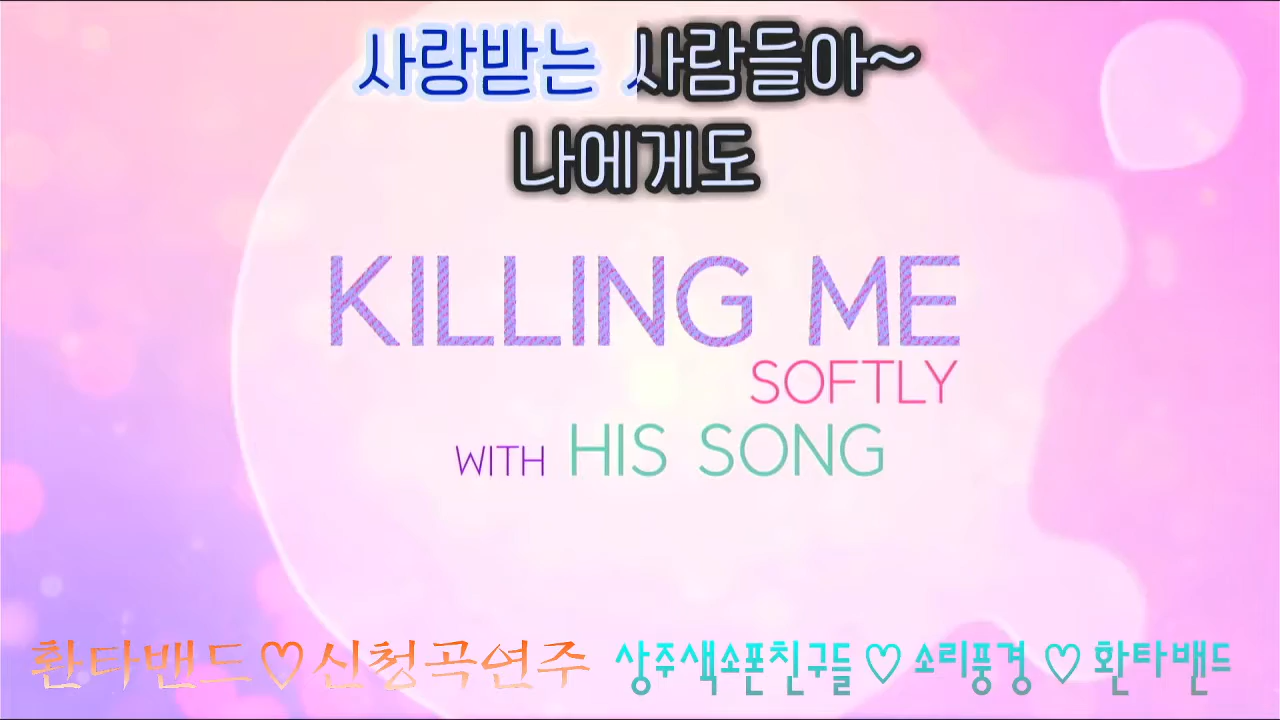 사랑받는 사람들아~
나에게도
KILLING ME
SOFTLY
WITH HIS SONG
환타밴드♡신청곡연주 상주색소폰친구들♡소리풍경♡환타밴드